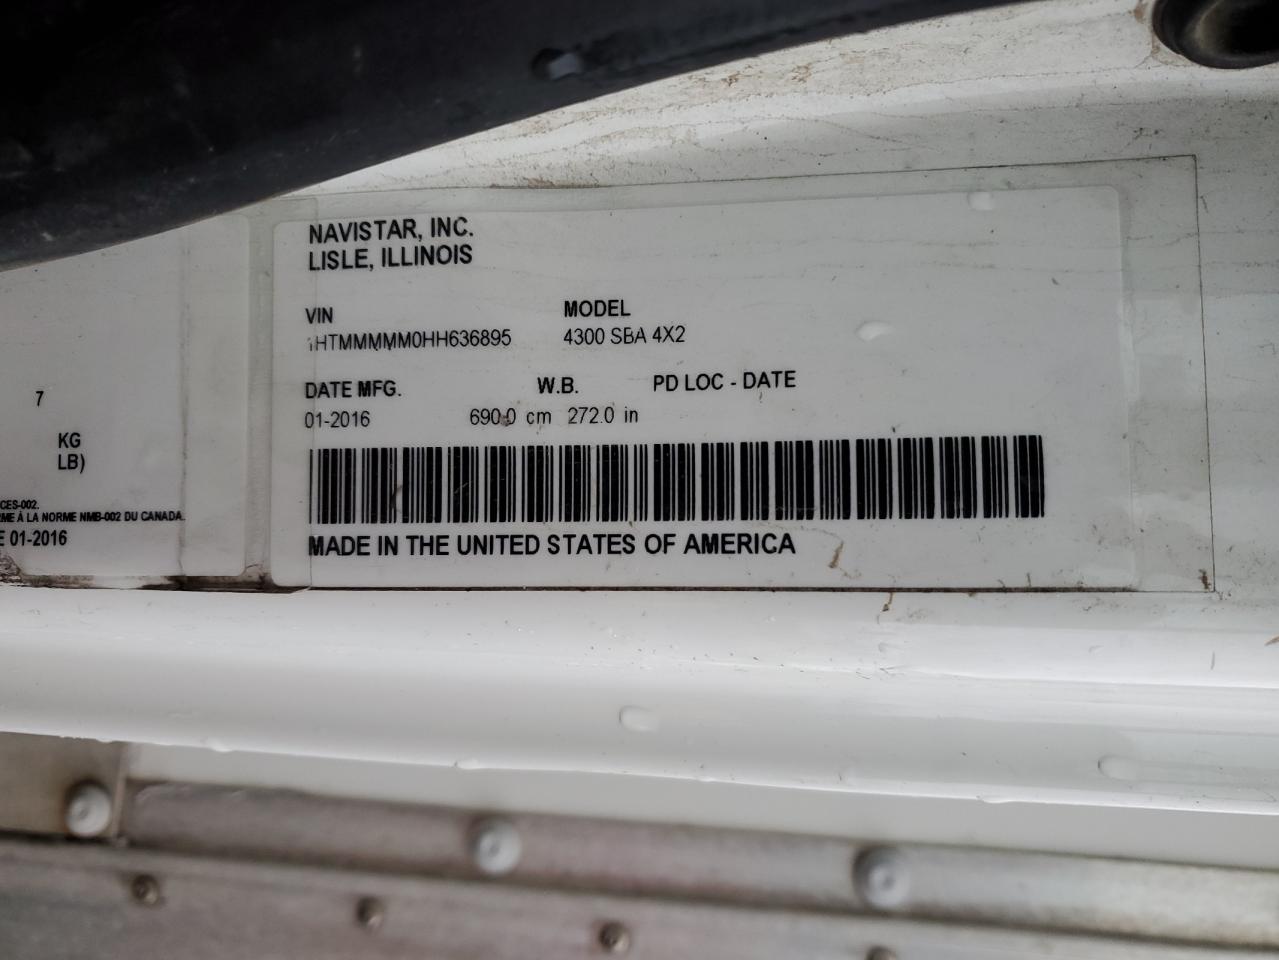 NAVISTAR, INC.
LISLE, ILLINOIS
VIN MODEL
1HTMMMMM0HH636895 4300 SBA 4X2
DATE MFG. W.B. PD LOC - DATE
01-2016 690.0 cm 272.0 in
MADE IN THE UNITED STATES OF AMERICA
7
KG
LB)
CES-002.
RME À LA NORME NMB-002 DU CANADA.
E 01-2016